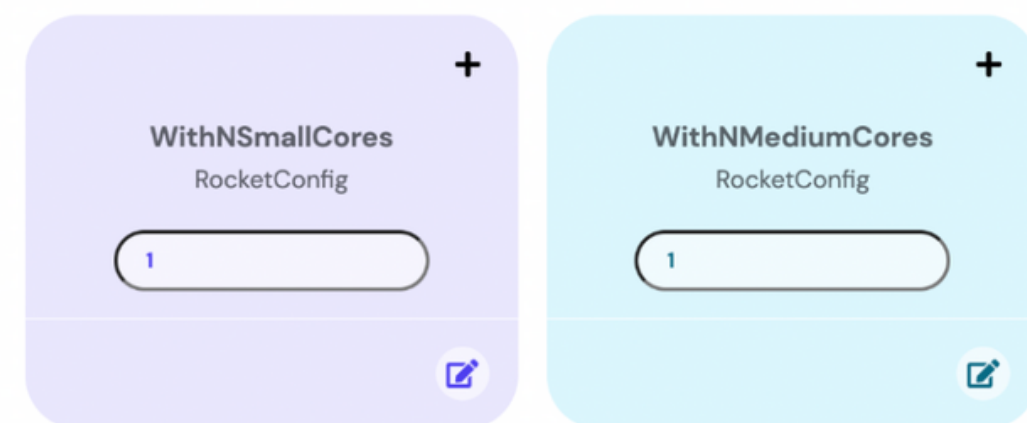 WithNSmallCores
RocketConfig
1
WithNMediumCores
RocketConfig
1